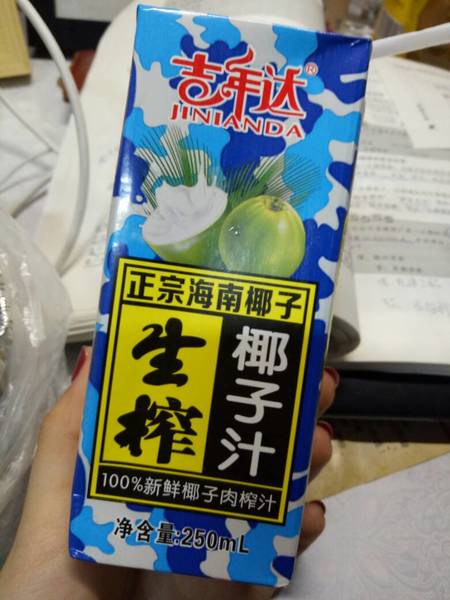 吉年达®
JINIANDA
正宗海南椰子
生榨
椰子汁
100%新鲜椰子肉榨汁
净含量:250mL